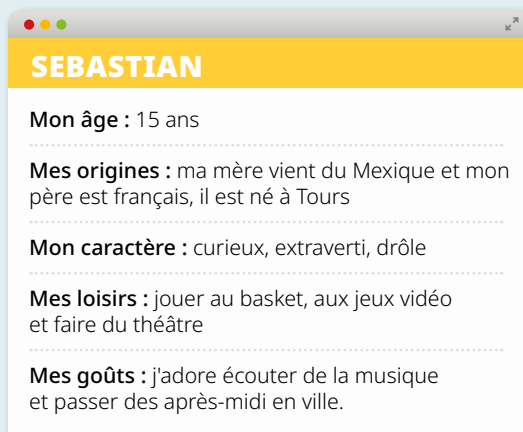 SEBASTIAN
Mon âge : 15 ans
Mes origines : ma mère vient du Mexique et mon
père est français, il est né à Tours
Mon caractère : curieux, extraverti, drôle
Mes loisirs : jouer au basket, aux jeux vidéo
et faire du théâtre
Mes goûts : j'adore écouter de la musique
et passer des après-midi en ville.